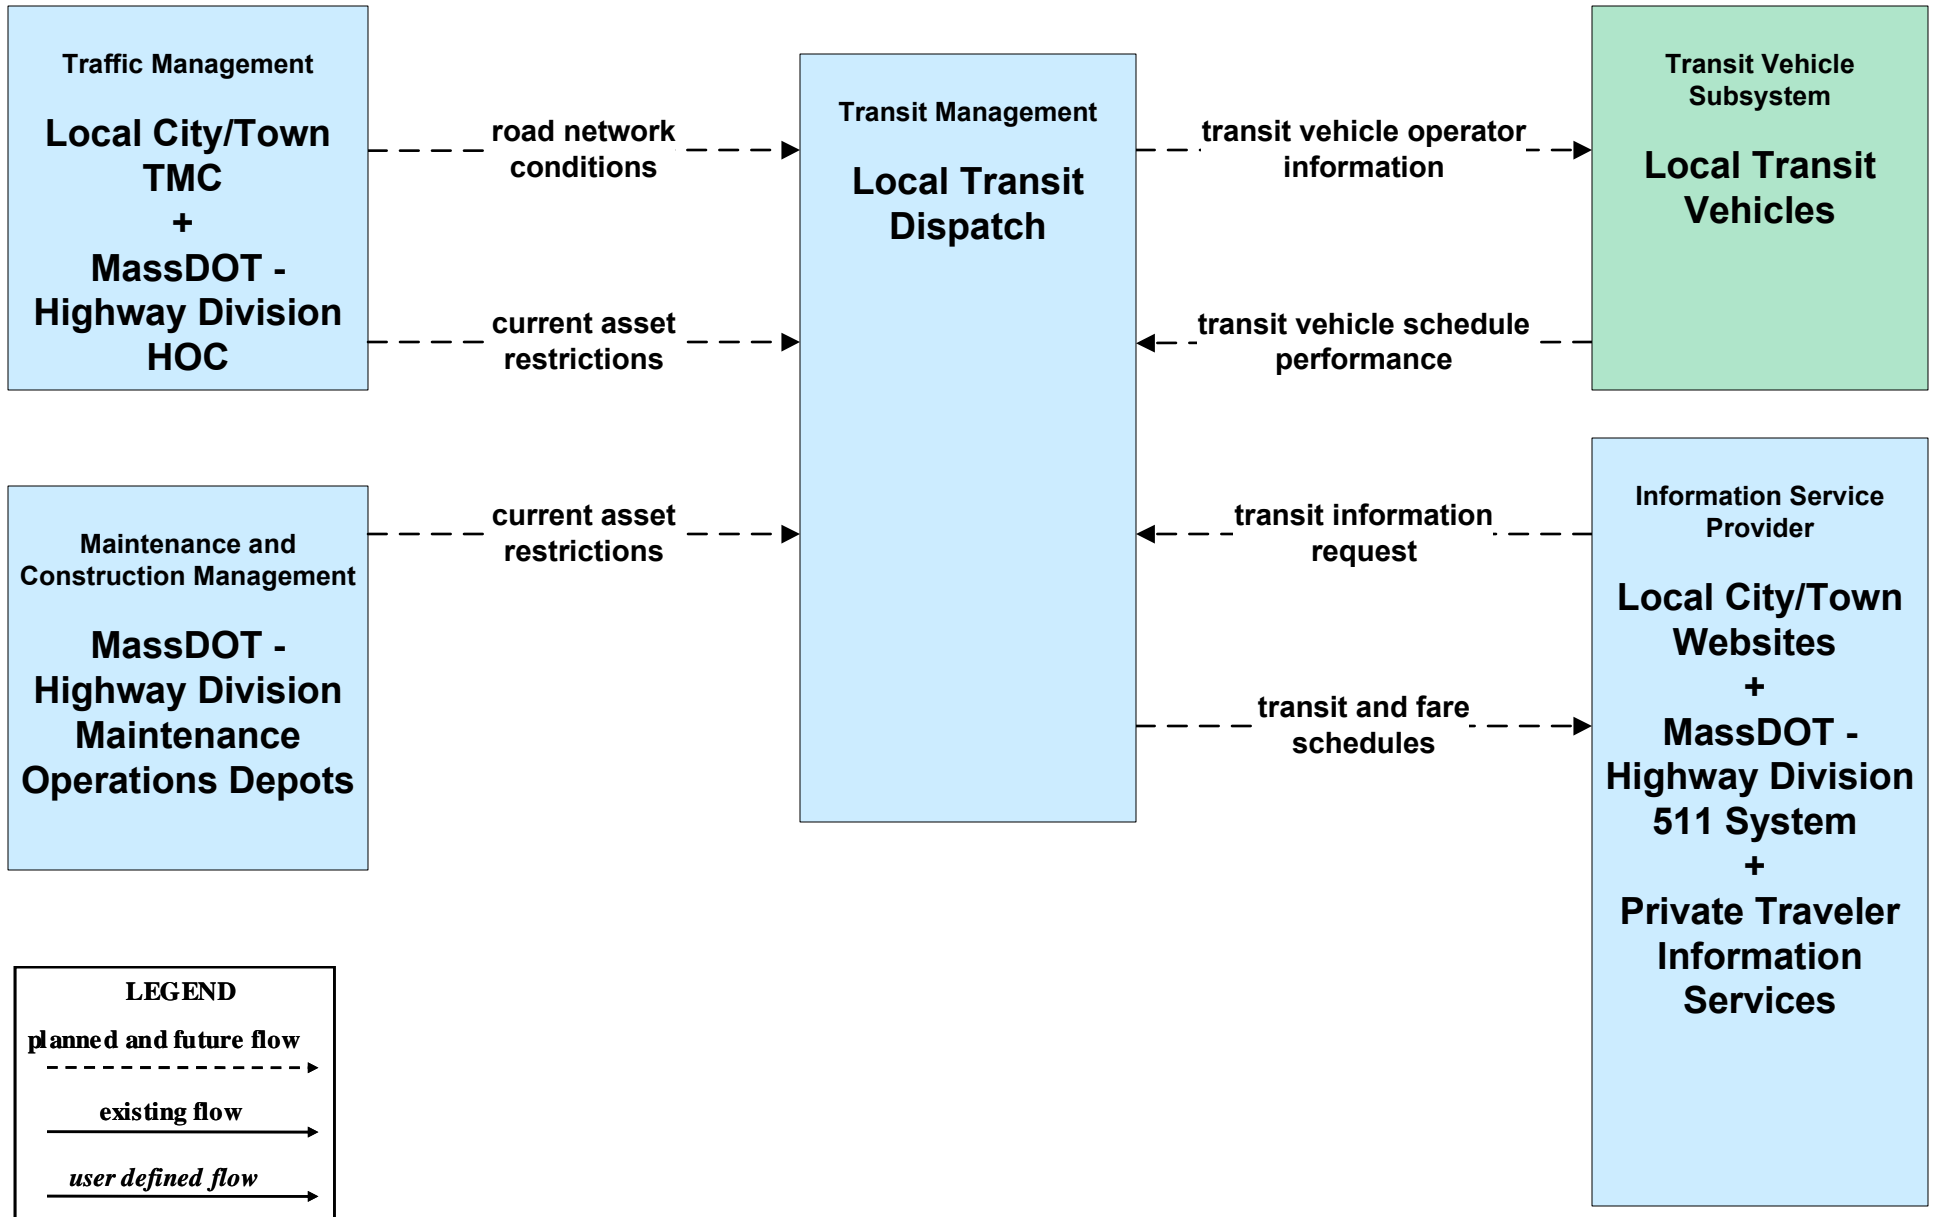 Traffic Management
Local City/Town
TMC
+
MassDOT -
Highway Division
HOC
road network
conditions
current asset
restrictions
Maintenance and
Construction Management
MassDOT -
Highway Division
Maintenance
Operations Depots
current asset
restrictions
Transit Management
Local Transit
Dispatch
transit vehicle operator
information
transit vehicle schedule
performance
transit information
request
transit and fare
schedules
Transit Vehicle
Subsystem
Local Transit
Vehicles
Information Service
Provider
Local City/Town
Websites
+
MassDOT -
Highway Division
511 System
+
Private Traveler
Information
Services
LEGEND
planned and future flow
existing flow
user defined flow